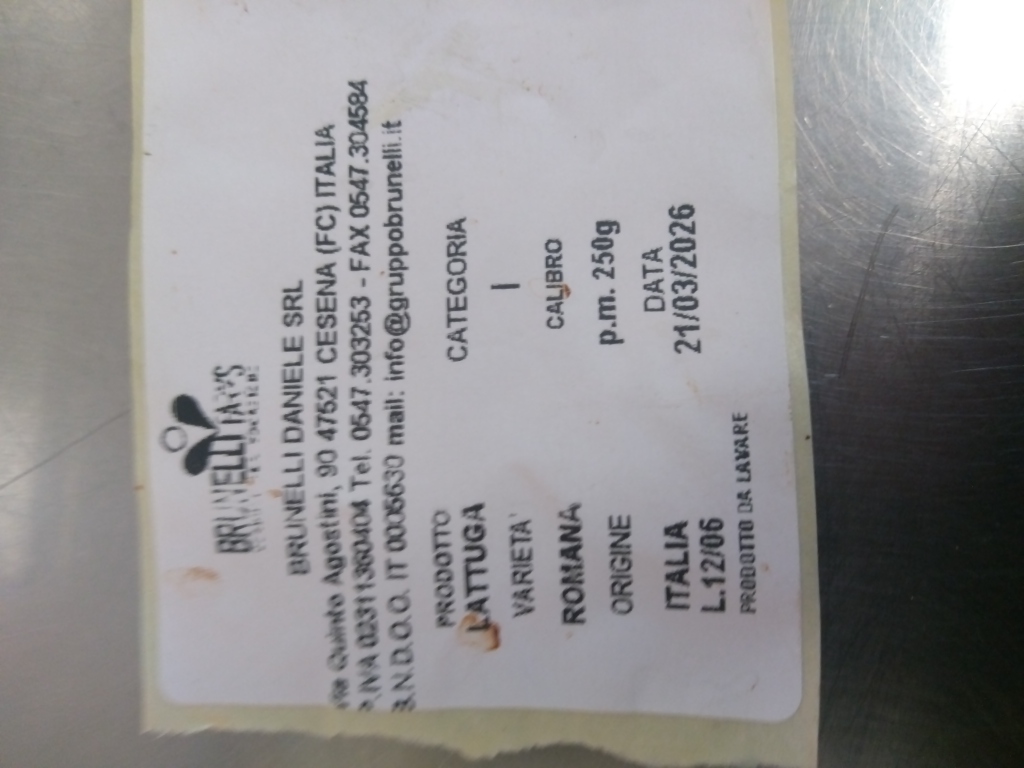 BRUNELLI
BRUNELLI DANIELE SRL
Via Quinto Agostini, 90 47521 CESENA (FC) ITALIA
P.IVA 02311360404 Tel. 0547.303253 - FAX 0547.304584
B.N.D.O.O. IT 0006630 mail: info@gruppobrunelli.it
PRODOTTO CATEGORIA
LATTUGA I
VARIETA' CALIBRO
ROMANA p.m. 250g
ORIGINE DATA
ITALIA 21/03/2026
L.12/06
PRODOTTO DA LAVARE